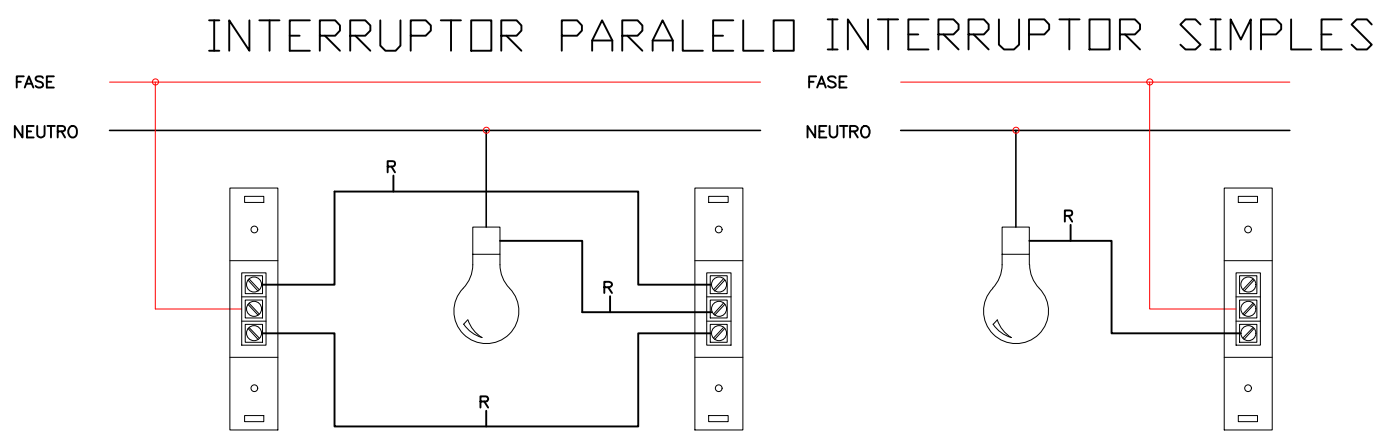 INTERRUPTOR PARALELO
FASE
NEUTRO
R
R
R
INTERRUPTOR SIMPLES
FASE
NEUTRO
R